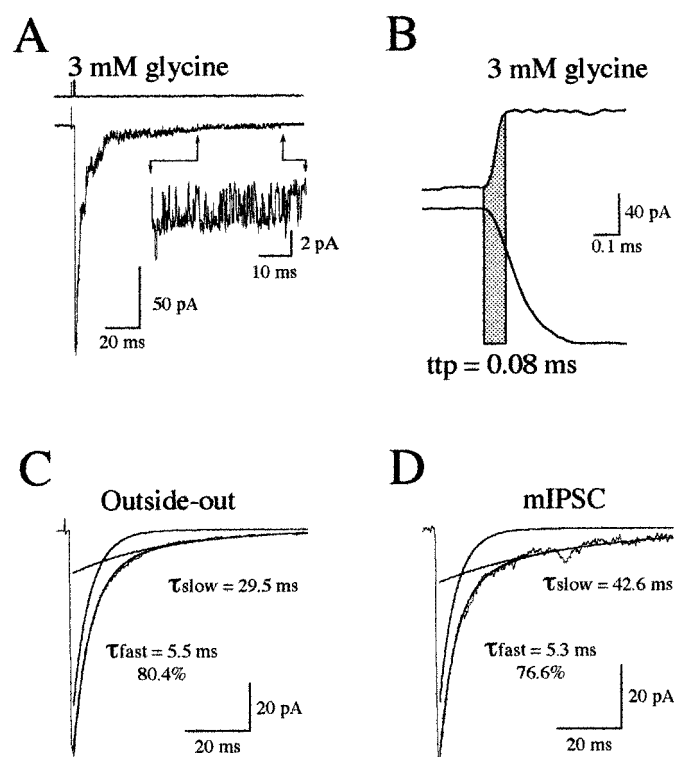 A
3 mM glycine
2 pA
10 ms
50 pA
20 ms
B
3 mM glycine
40 pA
0.1 ms
ttp = 0.08 ms
C
Outside-out
τslow = 29.5 ms
τfast = 5.5 ms
80.4%
20 pA
20 ms
D
mIPSC
τslow = 42.6 ms
τfast = 5.3 ms
76.6%
20 pA
20 ms